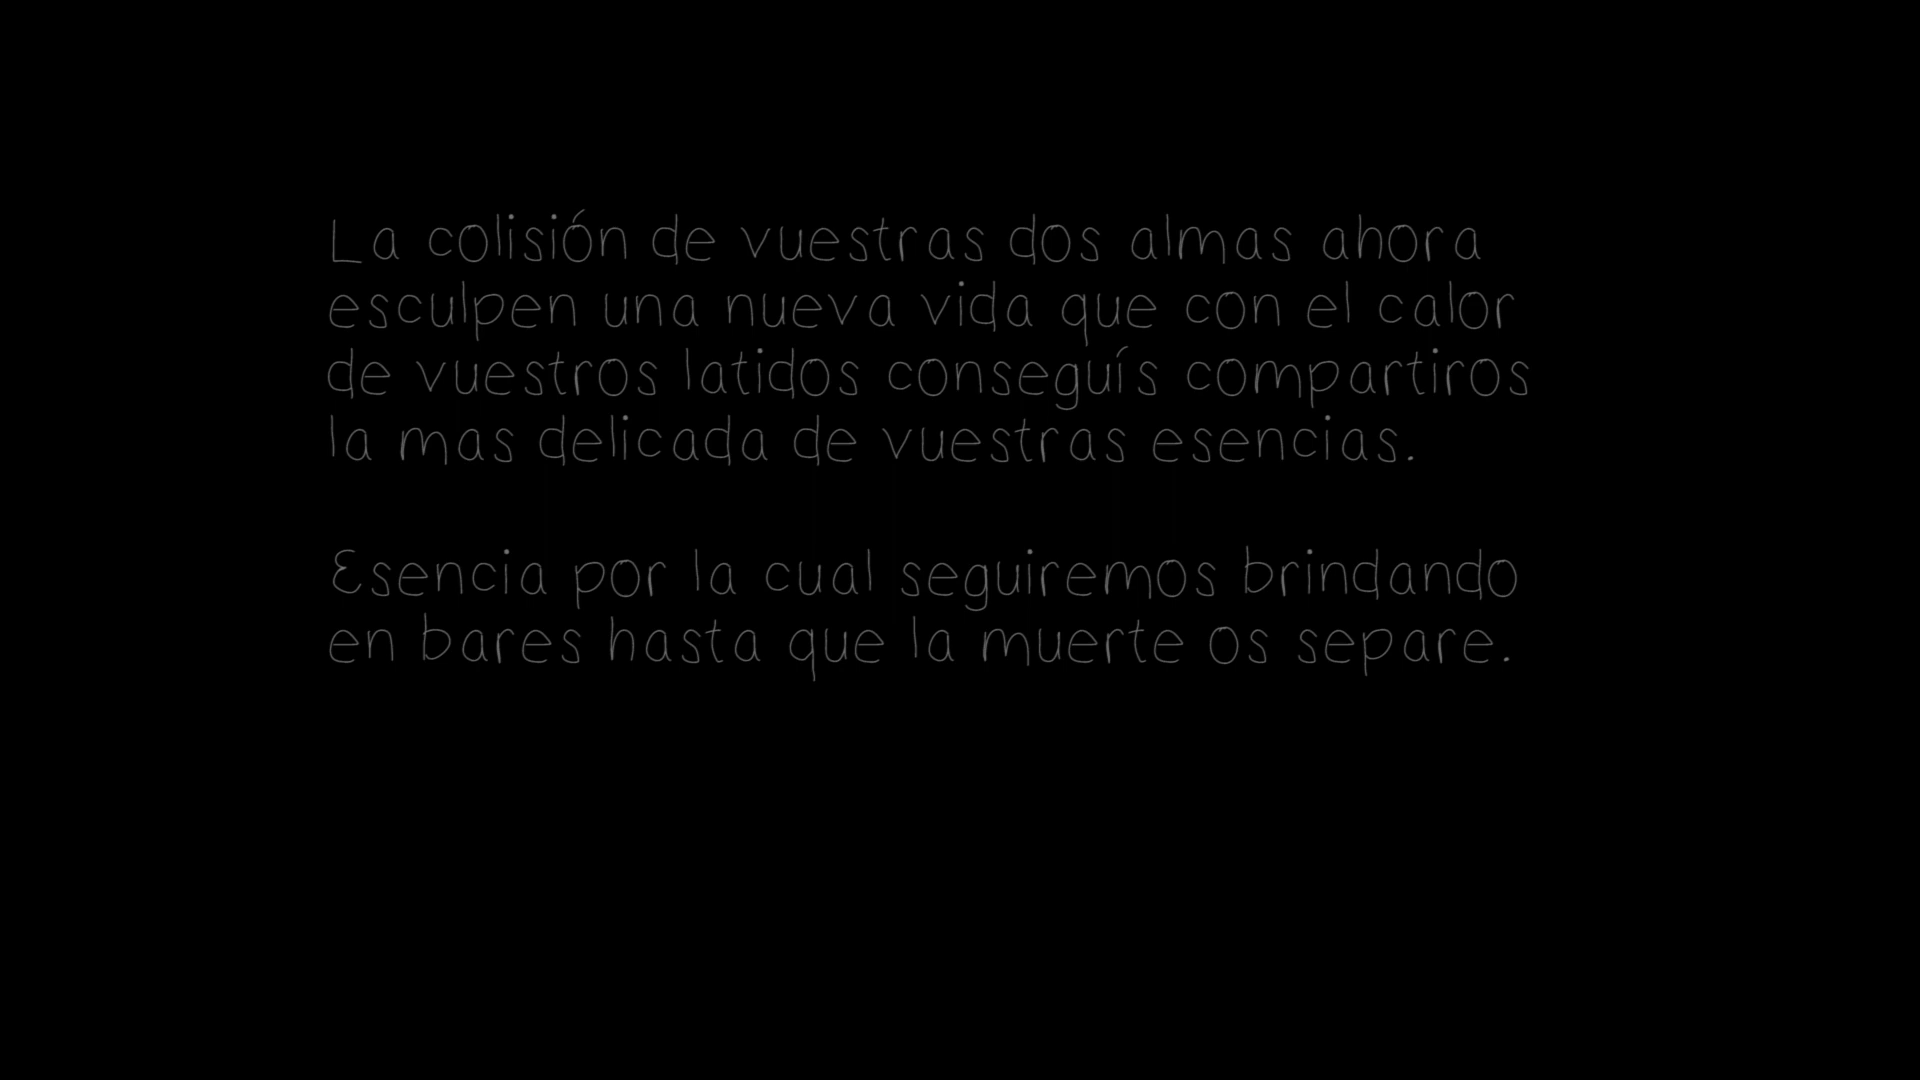 La colisión de vuestras dos almas ahora
esculpen una nueva vida que con el calor
de vuestros latidos conseguís compartiros
la mas delicada de vuestras esencias.
Esencia por la cual seguiremos brindando
en bares hasta que la muerte os separe.